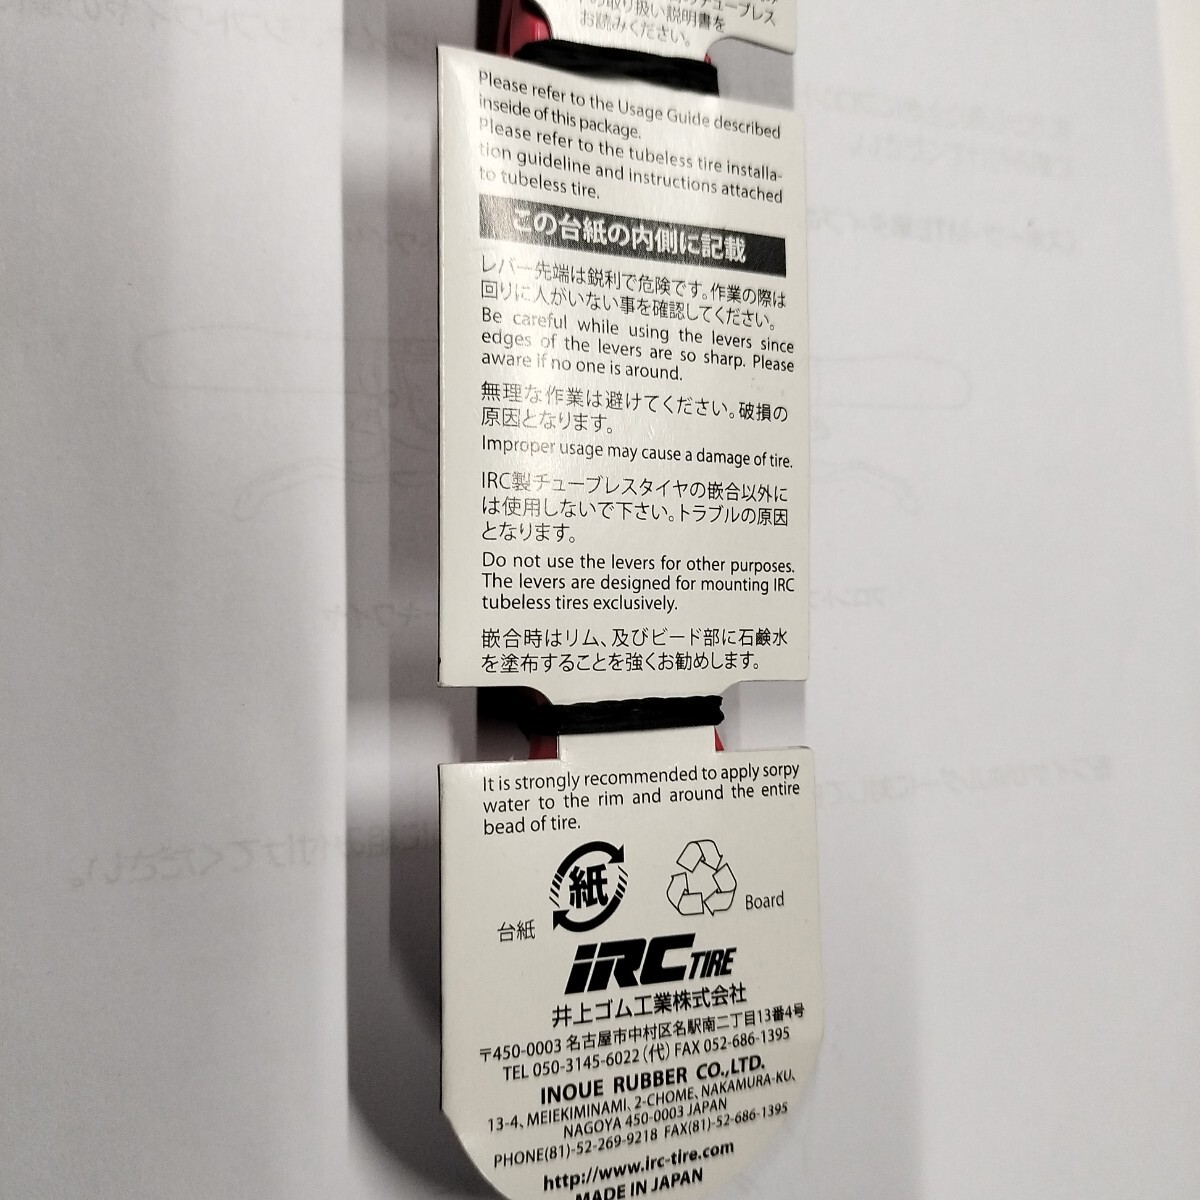 の取り扱い説明書を
お読みください。
Please refer to the Usage Guide described
inseide of this package.
Please refer to the tubeless tire installa-
tion guideline and instructions attached
to tubeless tire.
この台紙の内側に記載
レバー先端は鋭利で危険です。作業の際は
回りに人がいない事を確認してください。
Be careful while using the levers since
edges of the levers are so sharp. Please
aware if no one is around.
無理な作業は避けてください。破損の
原因となります。
Improper usage may cause a damage of tire.
IRC製チューブレスタイヤの嵌合以外に
は使用しないで下さい。トラブルの原因
となります。
Do not use the levers for other purposes.
The levers are designed for mounting IRC
tubeless tires exclusively.
嵌合時はリム、及びビード部に石鹸水
を塗布することを強くお勧めします。
It is strongly recommended to apply sorpy
water to the rim and around the entire
bead of tire.
紙
台紙
Board
iRC TIRE
井上ゴム工業株式会社
〒450-0003 名古屋市中村区名駅南二丁目13番4号
TEL 050-3145-6022（代）FAX 052-686-1395
INOUE RUBBER CO.,LTD.
13-4、MEIEKIMINAMI、2-CHOME、NAKAMURA-KU、
NAGOYA 450-0003 JAPAN
PHONE(81)-52-269-9218 FAX(81)-52-686-1395
http://www.irc-tire.com
MADE IN JAPAN